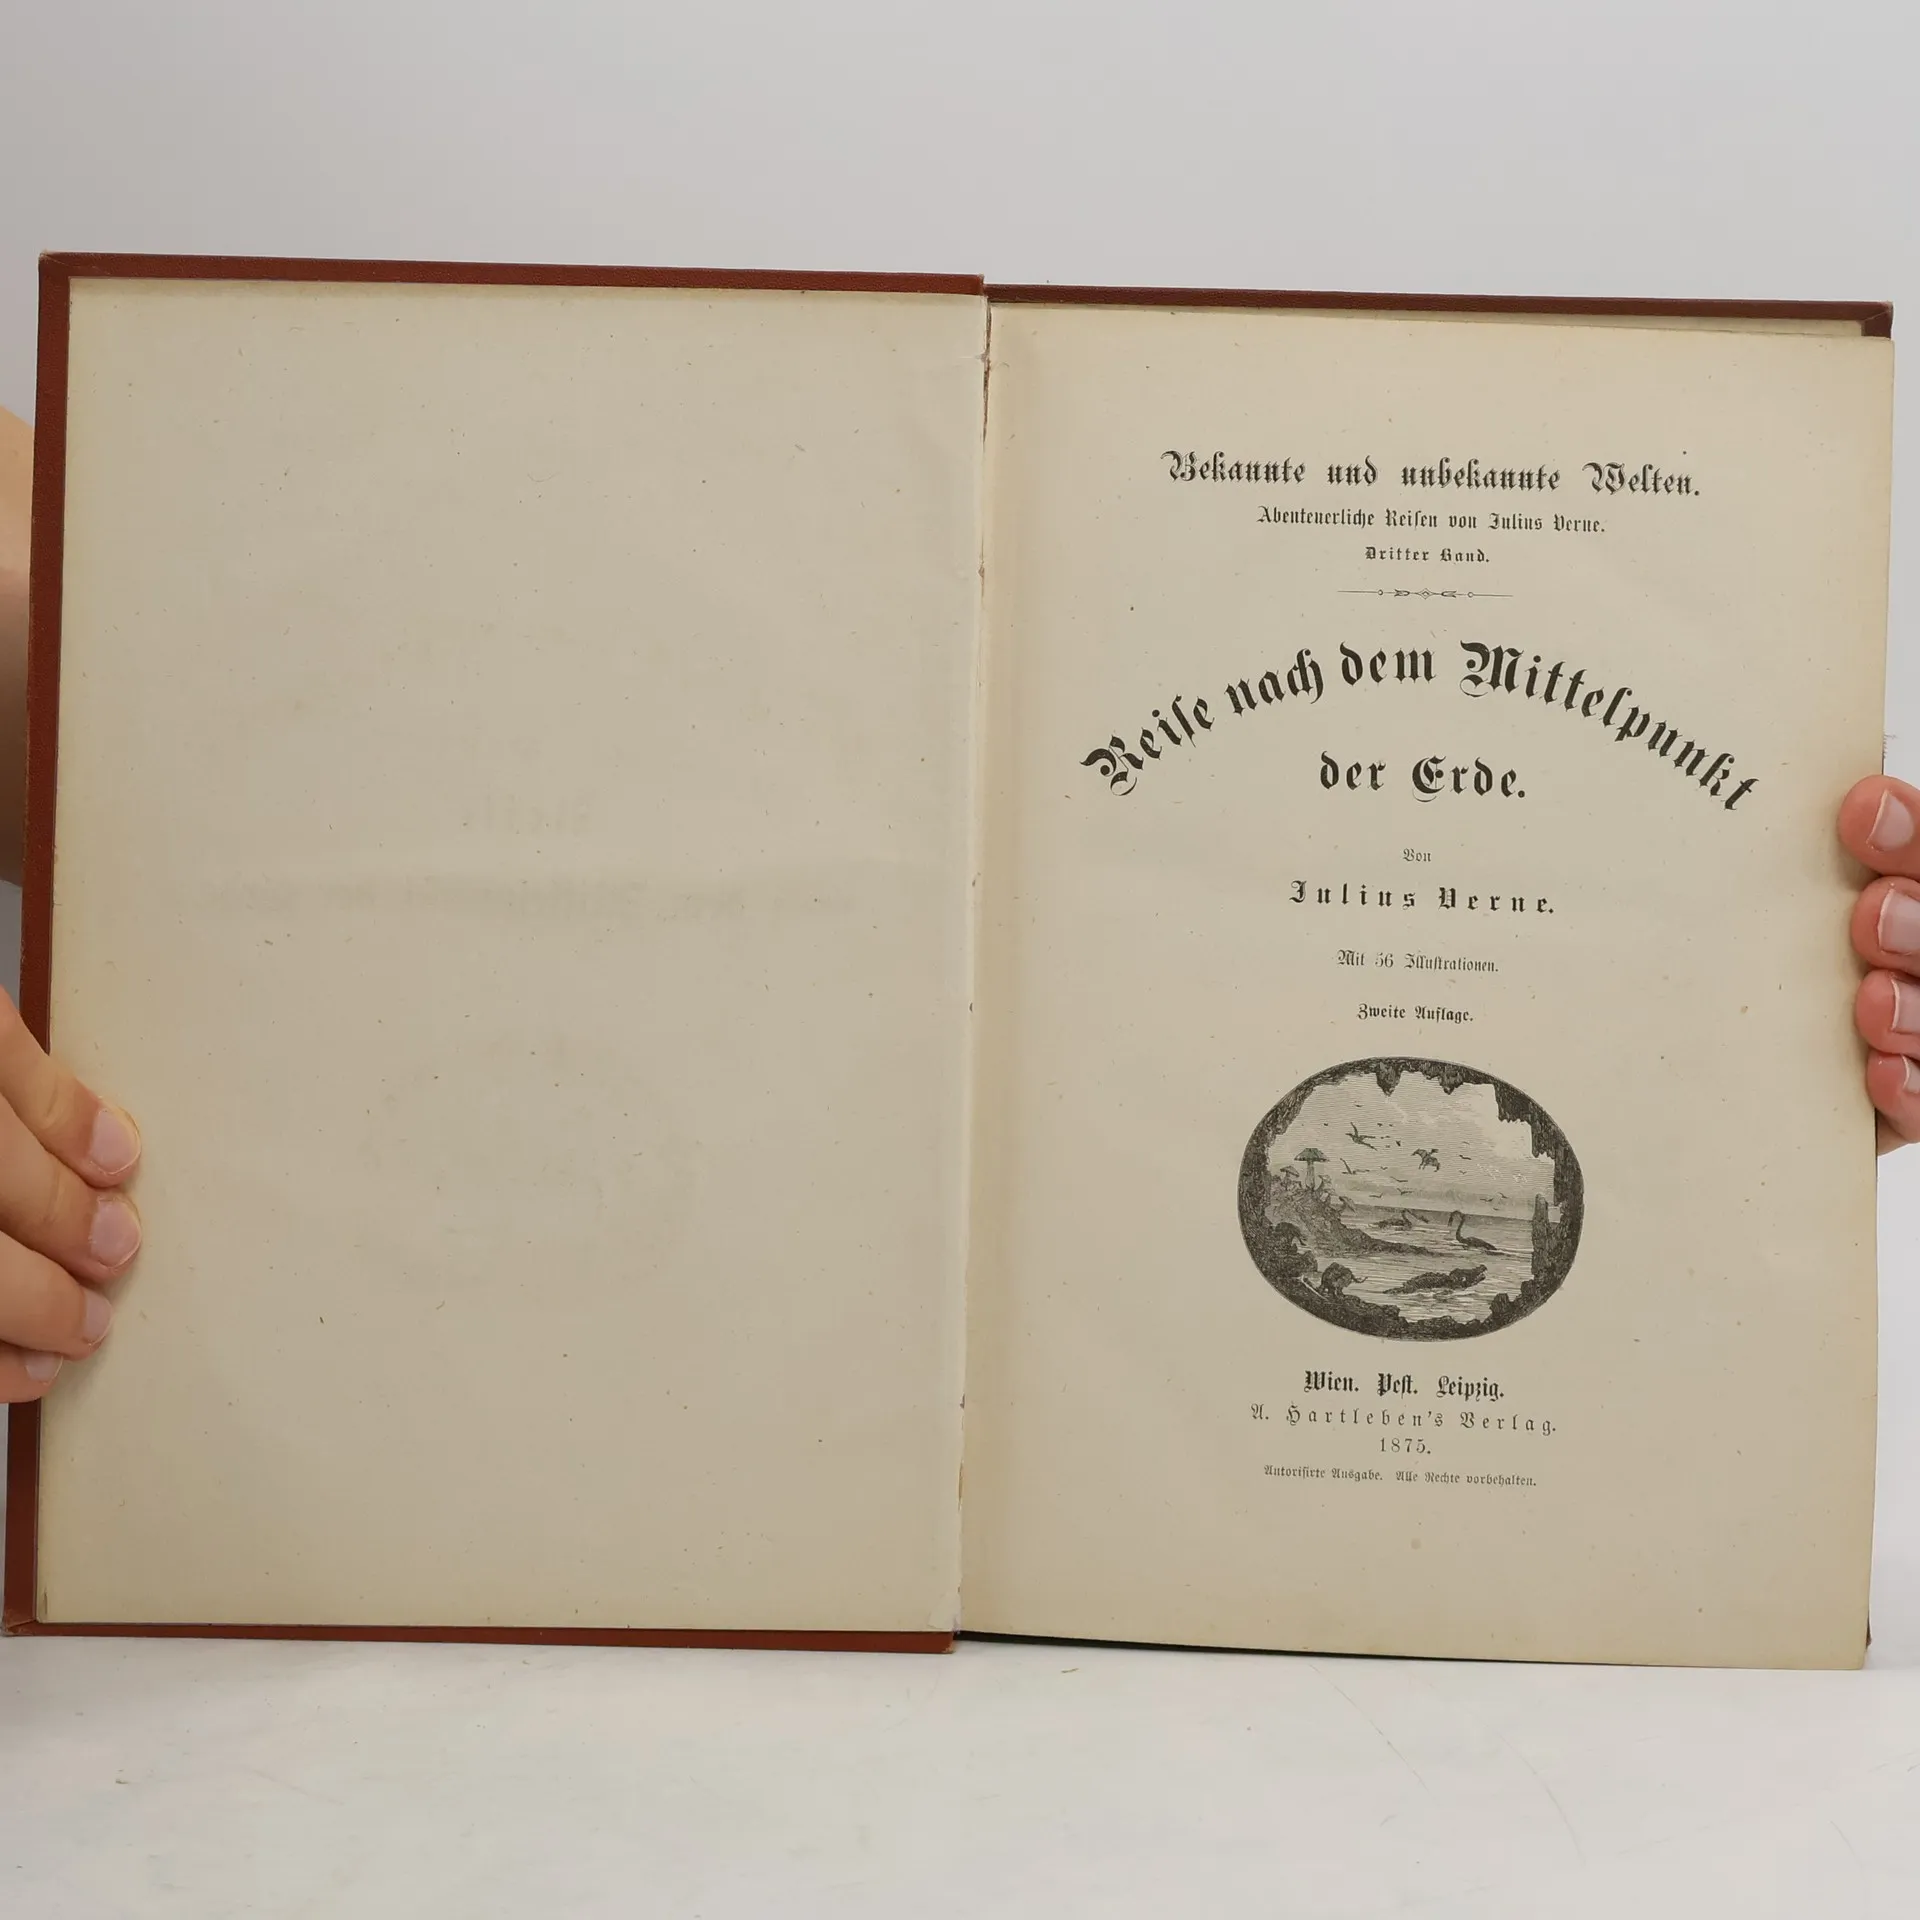 Bekannte und unbekannte Welten.
Abenteuerliche Reisen von Julius Verne.
Dritter Band.
Reise nach dem Mittelpunkt
der Erde.
Von
Julius Verne.
Mit 56 Illustrationen.
Zweite Auflage.
Wien. Pest. Leipzig.
A. Hartleben's Verlag.
1875.
Autorisirte Ausgabe. Alle Rechte vorbehalten.